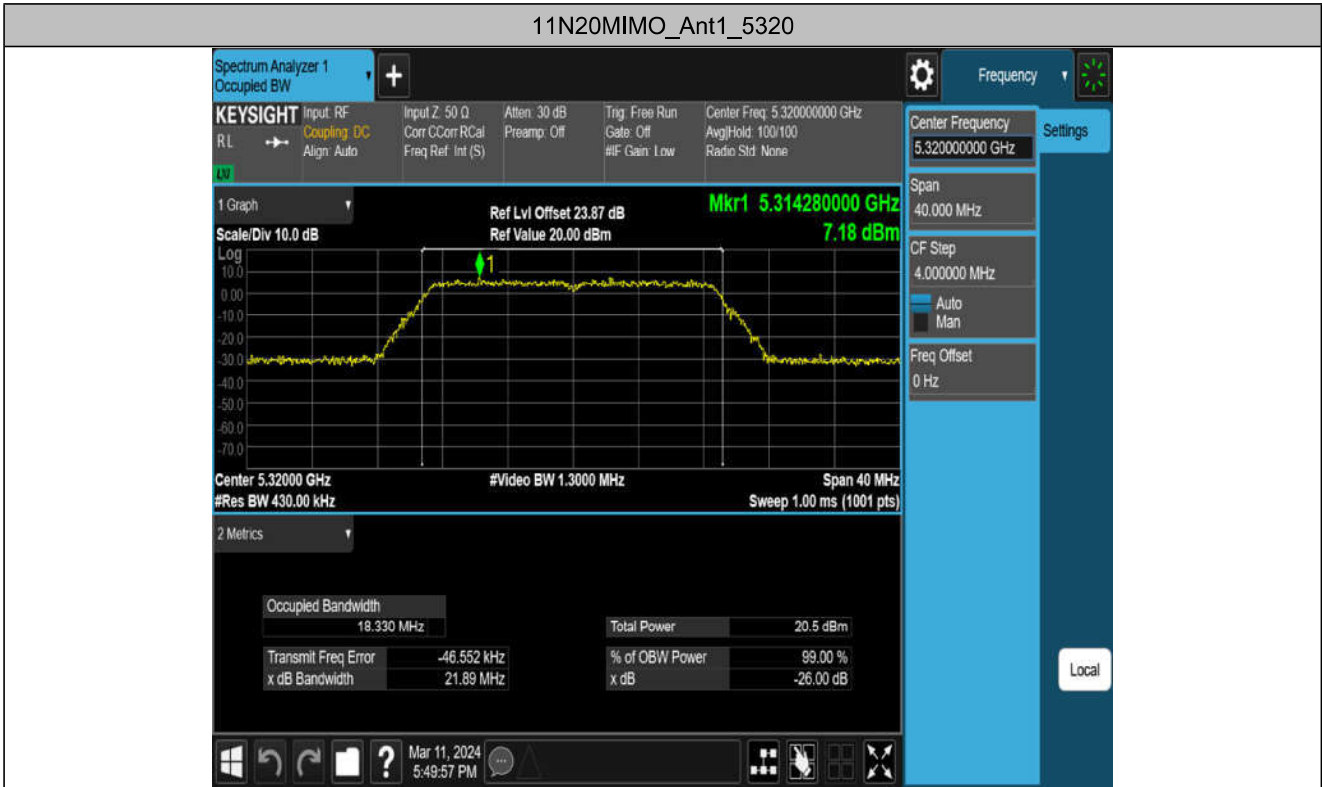 11N20MIMO_Ant1_5320
Spectrum Analyzer 1
Occupied BW
+
Frequency
KEYSIGHT
RL
LXI
Input: RF
Coupling: DC
Align: Auto
Input Z: 50 Ω
Corr CCorr RCal
Freq Ref: Int (S)
Atten: 30 dB
Preamp: Off
Trig: Free Run
Gate: Off
#IF Gain: Low
Center Freq: 5.320000000 GHz
Avg|Hold: 100/100
Radio Std: None
Center Frequency
5.320000000 GHz
Settings
Span
40.000 MHz
CF Step
4.000000 MHz
Auto
Man
Freq Offset
0 Hz
Local
1 Graph
Scale/Div 10.0 dB
Ref Lvl Offset 23.87 dB
Ref Value 20.00 dBm
Mkr1 5.314280000 GHz
7.18 dBm
Log
1
10.0
0.00
-10.0
-20.0
-30.0
-40.0
-50.0
-60.0
-70.0
Center 5.32000 GHz
#Res BW 430.00 kHz
#Video BW 1.3000 MHz
Span 40 MHz
Sweep 1.00 ms (1001 pts)
2 Metrics
Occupied Bandwidth
18.330 MHz
Total Power 20.5 dBm
Transmit Freq Error -46.552 kHz
% of OBW Power 99.00 %
x dB Bandwidth 21.89 MHz
x dB -26.00 dB
?
Mar 11, 2024
5:49:57 PM